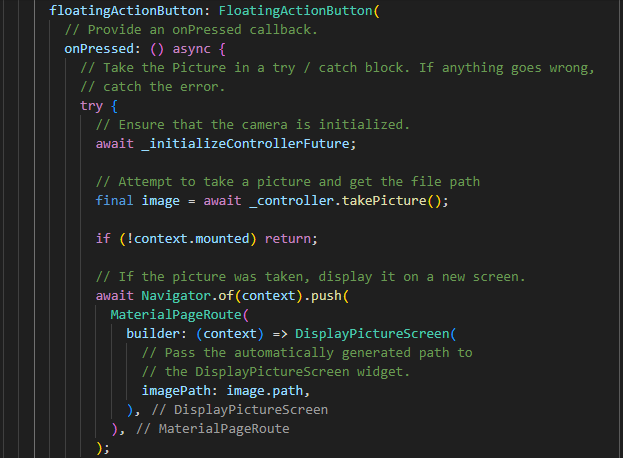 floatingActionButton: FloatingActionButton(
// Provide an onPressed callback.
onPressed: () async {
// Take the Picture in a try / catch block. If anything goes wrong,
// catch the error.
try {
// Ensure that the camera is initialized.
await _initializeControllerFuture;
// Attempt to take a picture and get the file path
final image = await _controller.takePicture();
if (!context.mounted) return;
// If the picture was taken, display it on a new screen.
await Navigator.of(context).push(
MaterialPageRoute(
builder: (context) => DisplayPictureScreen(
// Pass the automatically generated path to
// the DisplayPictureScreen widget.
imagePath: image.path,
), // DisplayPictureScreen
), // MaterialPageRoute
);